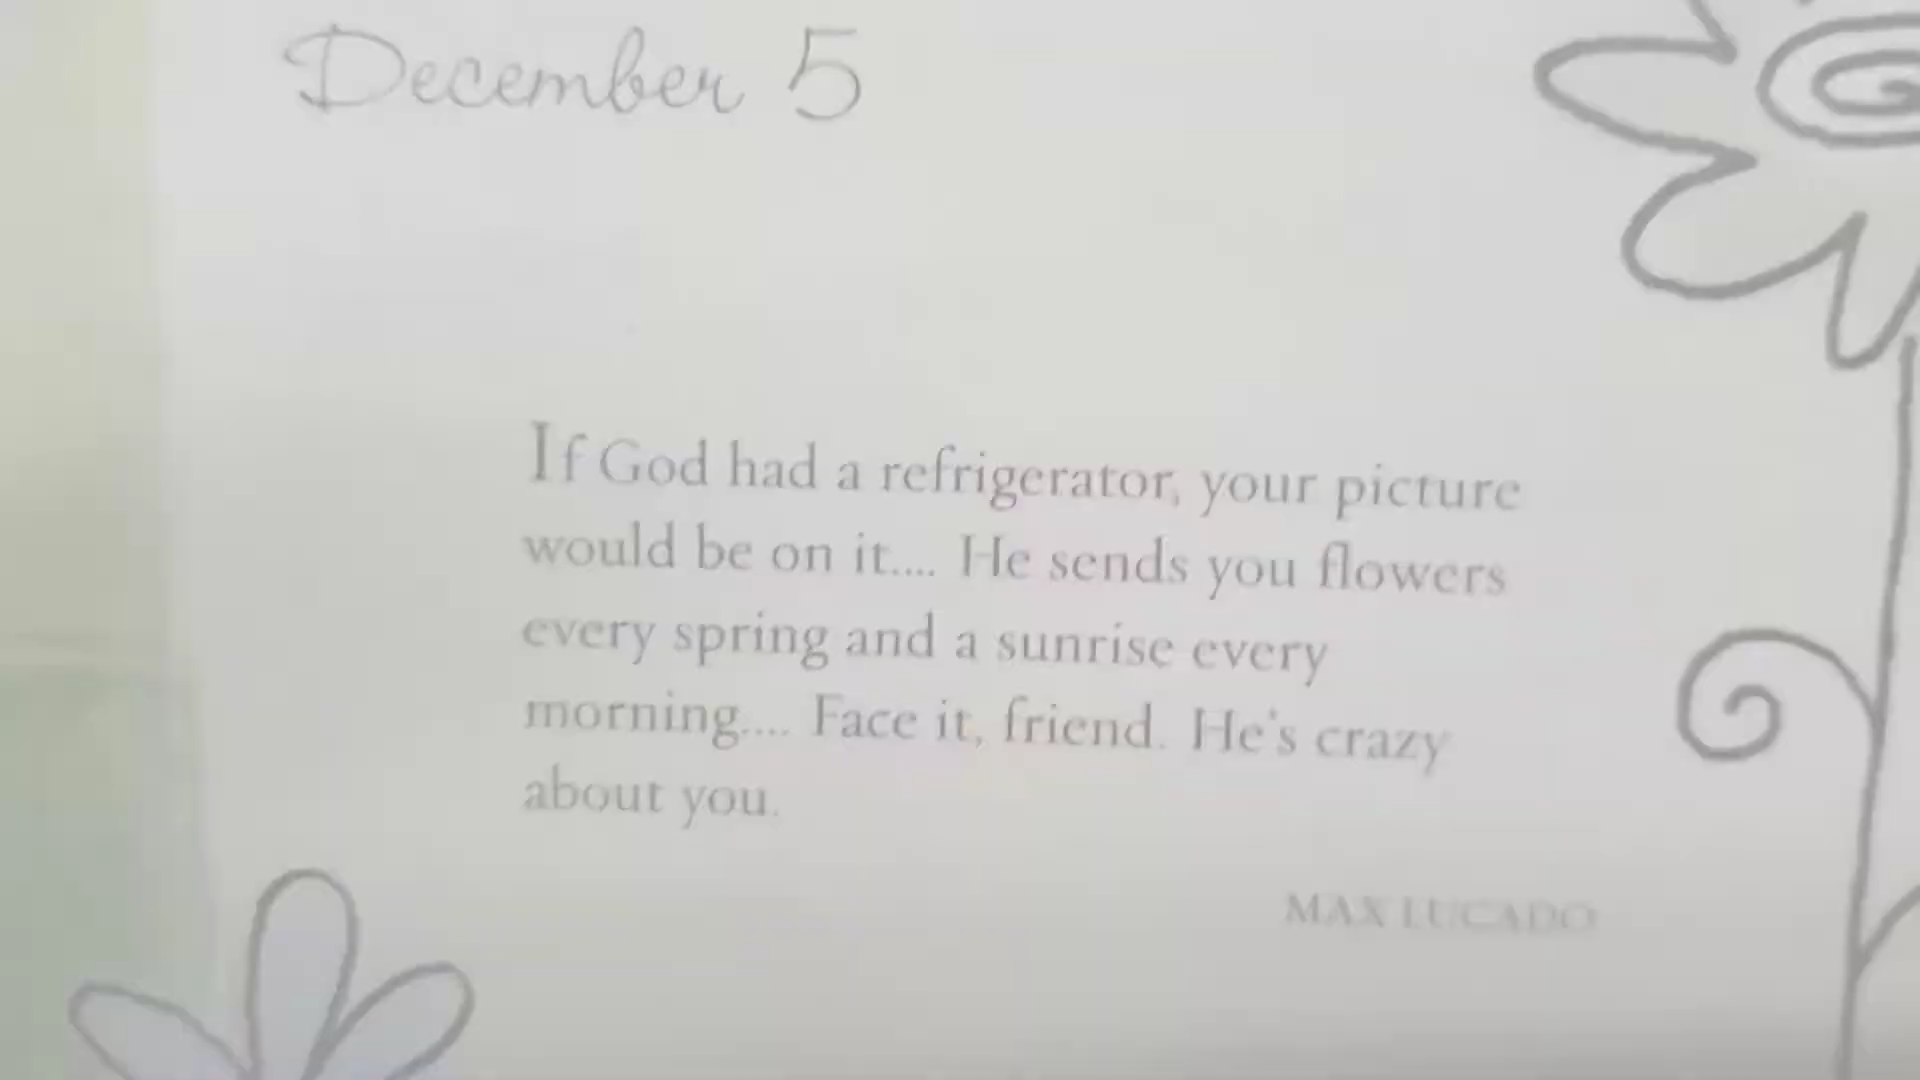 December 5
If God had a refrigerator, your picture
would be on it.... He sends you flowers
every spring and a sunrise every
morning.... Face it, friend. He's crazy
about you.
MAX LUCADO